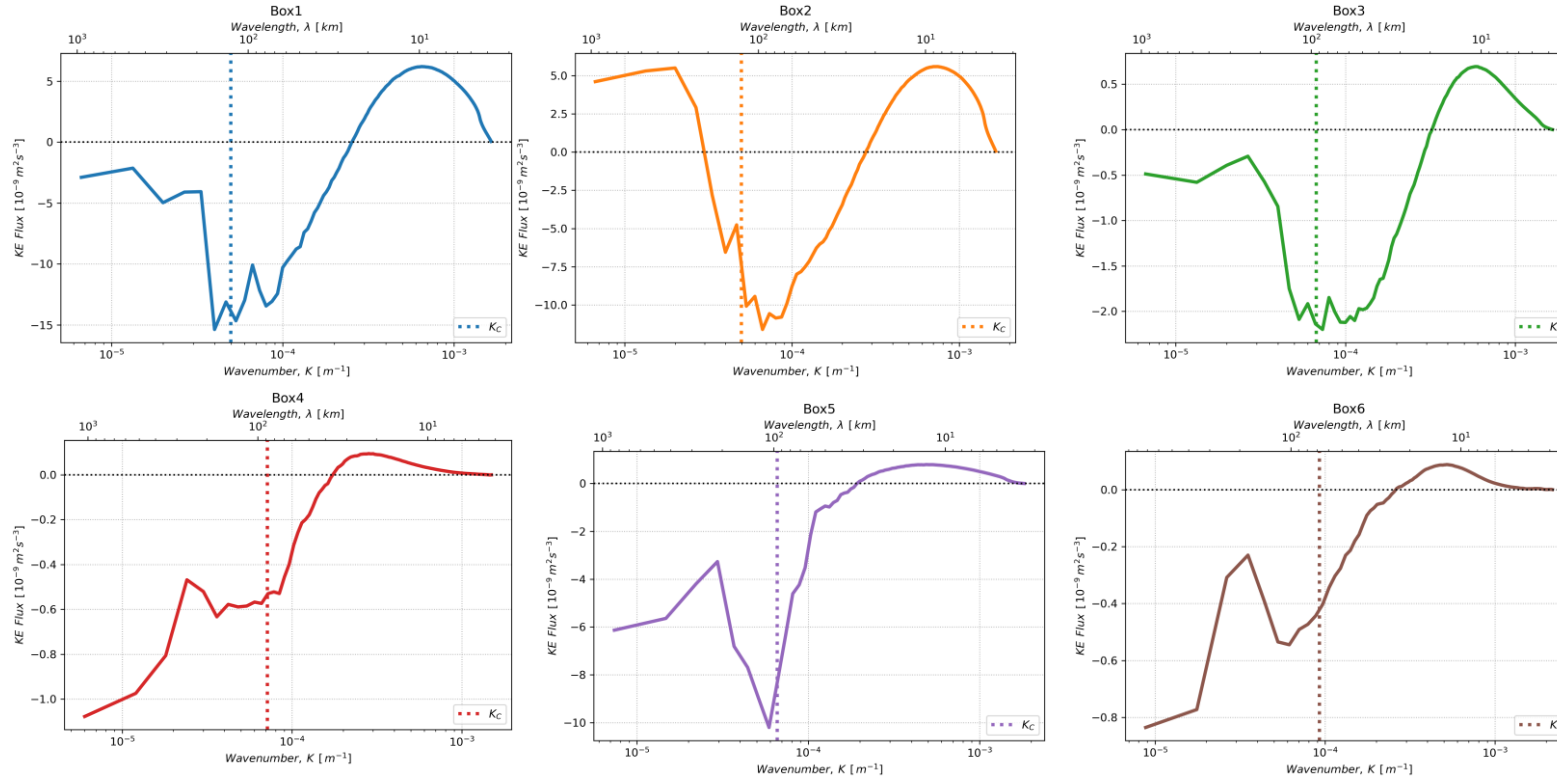 Box1
Wavelength, λ [ km]
10³ 10² 10¹
KE Flux [10⁻⁹ m²s⁻³]
5
0
−5
−10
−15
K_C
10⁻⁵ 10⁻⁴ 10⁻³
Wavenumber, K [ m⁻¹]
Box2
Wavelength, λ [ km]
10³ 10² 10¹
KE Flux [10⁻⁹ m²s⁻³]
5.0
2.5
0.0
−2.5
−5.0
−7.5
−10.0
K_C
10⁻⁵ 10⁻⁴ 10⁻³
Wavenumber, K [ m⁻¹]
Box3
Wavelength, λ [ km]
10³ 10² 10¹
KE Flux [10⁻⁹ m²s⁻³]
0.5
0.0
−0.5
−1.0
−1.5
−2.0
K
10⁻⁵ 10⁻⁴ 10⁻³
Wavenumber, K [ m⁻¹]
Box4
Wavelength, λ [ km]
10³ 10² 10¹
KE Flux [10⁻⁹ m²s⁻³]
0.0
−0.2
−0.4
−0.6
−0.8
−1.0
K_C
10⁻⁵ 10⁻⁴ 10⁻³
Wavenumber, K [ m⁻¹]
Box5
Wavelength, λ [ km]
10³ 10² 10¹
KE Flux [10⁻⁹ m²s⁻³]
0
−2
−4
−6
−8
−10
K_C
10⁻⁵ 10⁻⁴ 10⁻³
Wavenumber, K [ m⁻¹]
Box6
Wavelength, λ [ km]
10² 10¹
KE Flux [10⁻⁹ m²s⁻³]
0.0
−0.2
−0.4
−0.6
−0.8
K
10⁻⁵ 10⁻⁴ 10⁻³
Wavenumber, K [ m⁻¹]